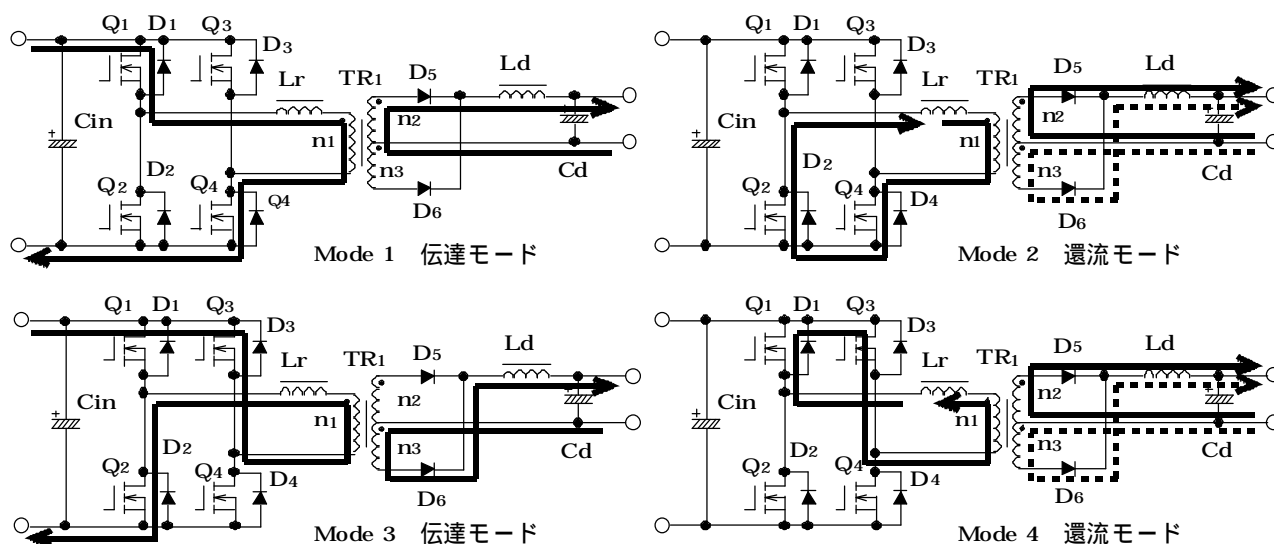 Q1 D1 Q3
D3
Lr TR1 D5 Ld
Cin
n1 n2
D2 n3 Cd
Q2 Q4 Q4
D6
Mode 1 伝達モード
Q1 D1 Q3
D3
Lr TR1 D5 Ld
Cin
n1 n2
D2 n3 Cd
Q2 Q4 D4
D6
Mode 2 還流モード
Q1 D1 Q3
D3
Lr TR1 D5 Ld
Cin
n1 n2
D2 n3 Cd
Q2 Q4 D4
D6
Mode 3 伝達モード
Q1 D1 Q3
D3
Lr TR1 D5 Ld
Cin
n1 n2
D2 n3 Cd
Q2 Q4 D4
D6
Mode 4 還流モード